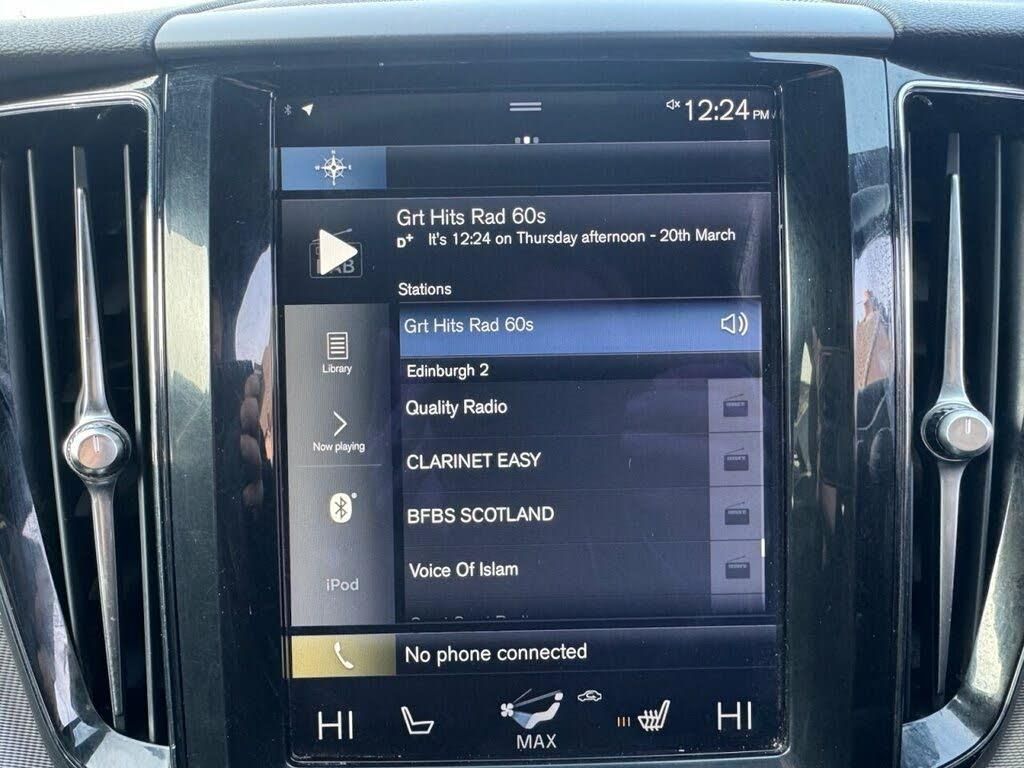 12:24 PM
Grt Hits Rad 60s
D+ It's 12:24 on Thursday afternoon - 20th March
Stations
Grt Hits Rad 60s
Library
Edinburgh 2
Quality Radio
Now playing
CLARINET EASY
BFBS SCOTLAND
iPod
Voice Of Islam
No phone connected
HI
HI
MAX